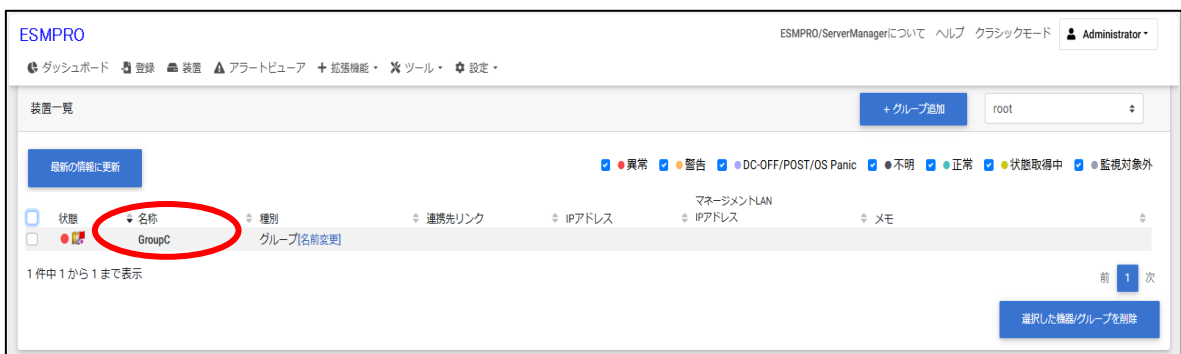 ESMPRO
ESMPRO/ServerManagerについて ヘルプ クラシックモード Administrator
ダッシュボード 登録 装置 アラートビューア 拡張機能 ツール 設定
装置一覧
+ グループ追加
root
最新の情報に更新
異常 警告 DC-OFF/POST/OS Panic 不明 正常 状態取得中 監視対象外
状態 名称 種別 連携先リンク IPアドレス マネージメントLAN IPアドレス メモ
GroupC グループ[名前変更]
1 件中 1 から 1 まで表示
前 1 次
選択した機器/グループを削除